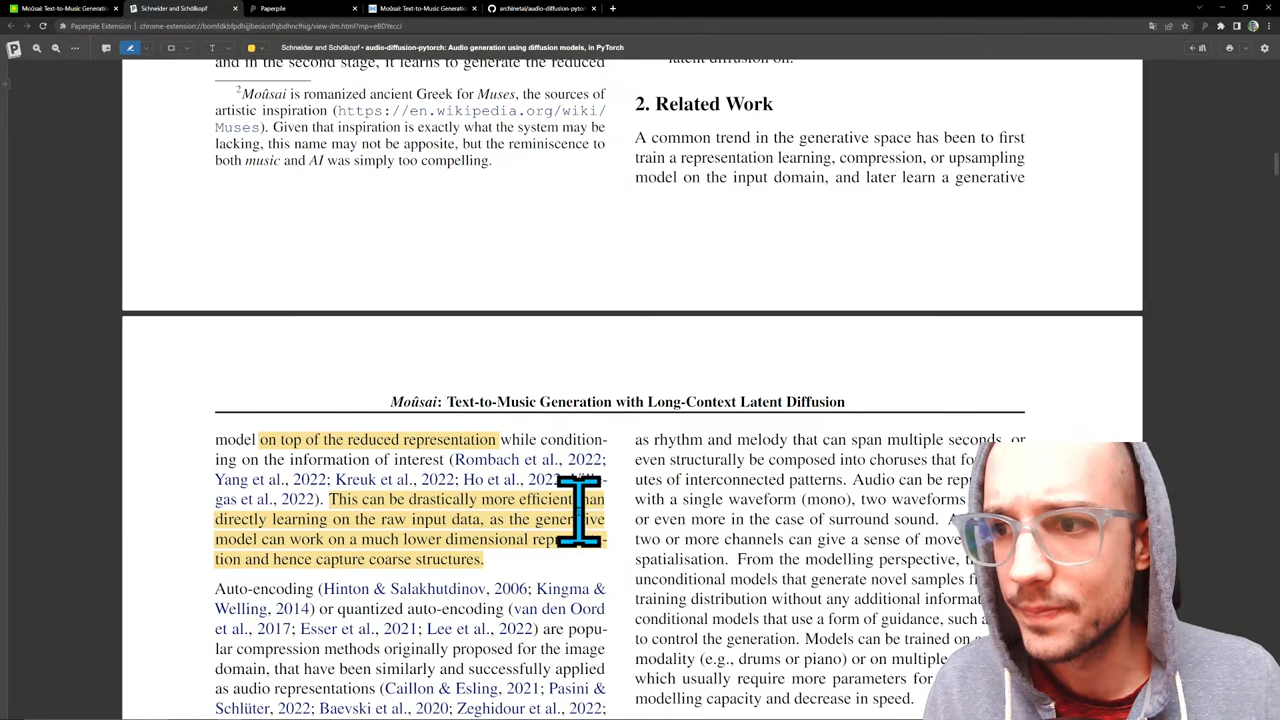 Moûsai: Text-to-Music Generati
Schneider and Schölkopf
Paperpile
Moûsai: Text-to-Music Generatio
archinetai/audio-diffusion-pytor
Paperpile Extension | chrome-extension://bomfdkbfpdhijjbeoicnfhjbdhncfhig/view-dm.html?mp=e8DYeccJ
Schneider and Schölkopf • audio-diffusion-pytorch: Audio generation using diffusion models, in PyTorch
and in the second stage, it learns to generate the reduced
2Moûsai is romanized ancient Greek for Muses, the sources of
artistic inspiration (https://en.wikipedia.org/wiki/
Muses). Given that inspiration is exactly what the system may be
lacking, this name may not be apposite, but the reminiscence to
both music and AI was simply too compelling.
latent diffusion on.
2. Related Work
A common trend in the generative space has been to first
train a representation learning, compression, or upsampling
model on the input domain, and later learn a generative
Moûsai: Text-to-Music Generation with Long-Context Latent Diffusion
model on top of the reduced representation while condition-
ing on the information of interest (Rombach et al., 2022;
Yang et al., 2022; Kreuk et al., 2022; Ho et al., 2022;
gas et al., 2022). This can be drastically more efficient than
directly learning on the raw input data, as the generative
model can work on a much lower dimensional
tion and hence capture coarse structures.
Auto-encoding (Hinton & Salakhutdinov, 2006; Kingma &
Welling, 2014) or quantized auto-encoding (van den Oord
et al., 2017; Esser et al., 2021; Lee et al., 2022) are popu-
lar compression methods originally proposed for the image
domain, that have been similarly and successfully applied
as audio representations (Caillon & Esling, 2021; Pasini &
Schlüter, 2022; Baevski et al., 2020; Zeghidour et al., 2022;
as rhythm and melody that can span multiple seconds, or
even structurally be composed into choruses that
utes of interconnected patterns. Audio can be
with a single waveform (mono), two waveforms
or even more in the case of surround sound.
two or more channels can give a sense of
spatialisation. From the modelling perspective,
unconditional models that generate novel samples
training distribution without any additional
conditional models that use a form of guidance, such
to control the generation. Models can be trained on
modality (e.g., drums or piano) or on multiple
which usually require more parameters for
modelling capacity and decrease in speed.